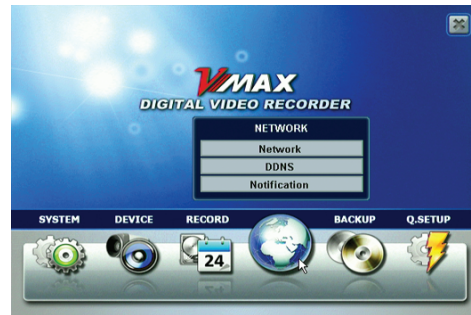 VMAX
DIGITAL VIDEO RECORDER
NETWORK
Network
DDNS
Notification
SYSTEM DEVICE RECORD BACKUP Q.SETUP
24